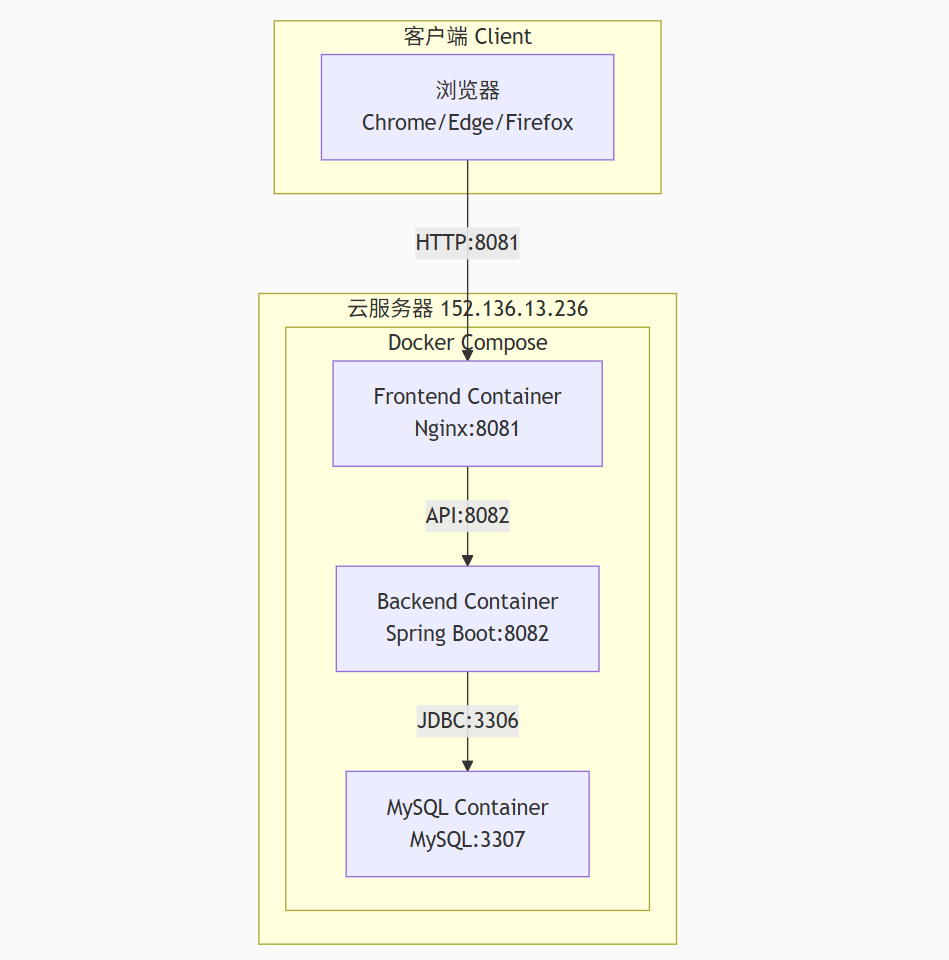 客户端 Client
浏览器
Chrome/Edge/Firefox
HTTP:8081
云服务器 152.136.13.236
Docker Compose
Frontend Container
Nginx:8081
API:8082
Backend Container
Spring Boot:8082
JDBC:3306
MySQL Container
MySQL:3307